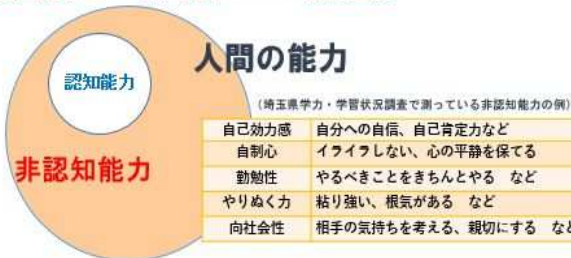 人間の能力
認知能力
非認知能力
(埼玉県学力・学習状況調査で測っている非認知能力の例)
自己効力感 自分への自信、自己肯定力など
自制心 イライラしない、心の平静を保てる
勤勉性 やるべきことをきちんとやる など
やりぬく力 粘り強い、根気がある など
向社会性 相手の気持ちを考える、親切にする な